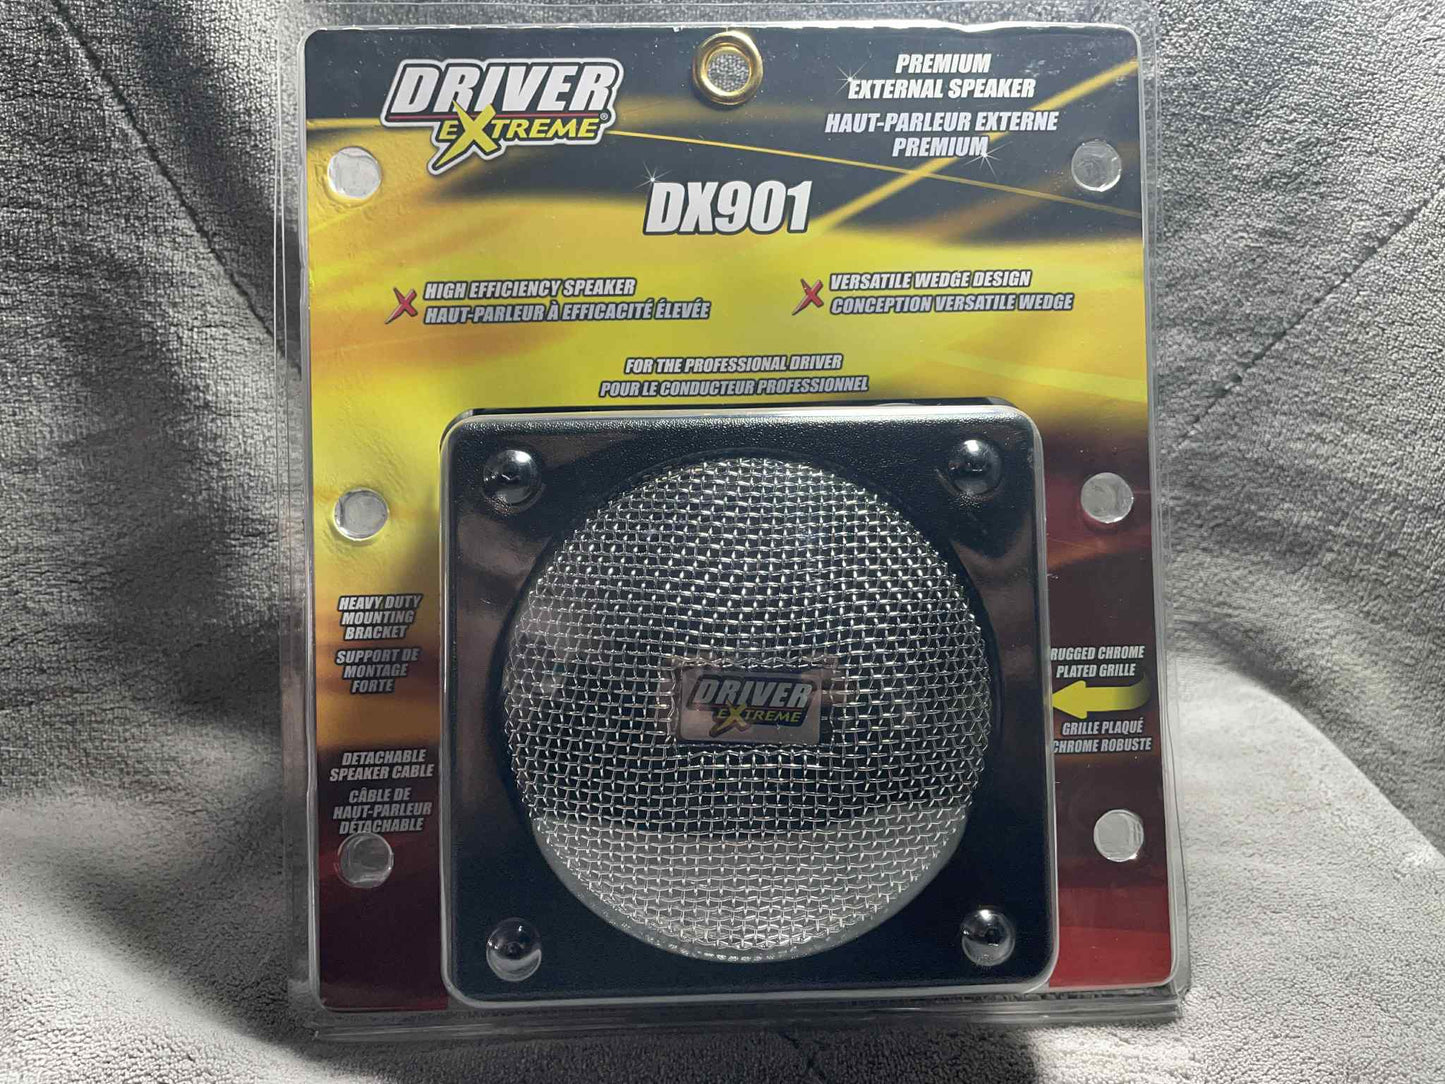 DRIVER
EXTREME®
PREMIUM
EXTERNAL SPEAKER
HAUT-PARLEUR EXTERNE
PREMIUM
DX901
X HIGH EFFICIENCY SPEAKER
HAUT-PARLEUR À EFFICACITÉ ÉLEVÉE
X VERSATILE WEDGE DESIGN
CONCEPTION VERSATILE WEDGE
FOR THE PROFESSIONAL DRIVER
POUR LE CONDUCTEUR PROFESSIONNEL
HEAVY DUTY
MOUNTING
BRACKET
SUPPORT DE
MONTAGE
FORTE
DETACHABLE
SPEAKER CABLE
CÂBLE DE
HAUT-PARLEUR
DÉTACHABLE
DRIVER
EXTREME
RUGGED CHROME
PLATED GRILLE
GRILLE PLAQUÉ
CHROME ROBUSTE